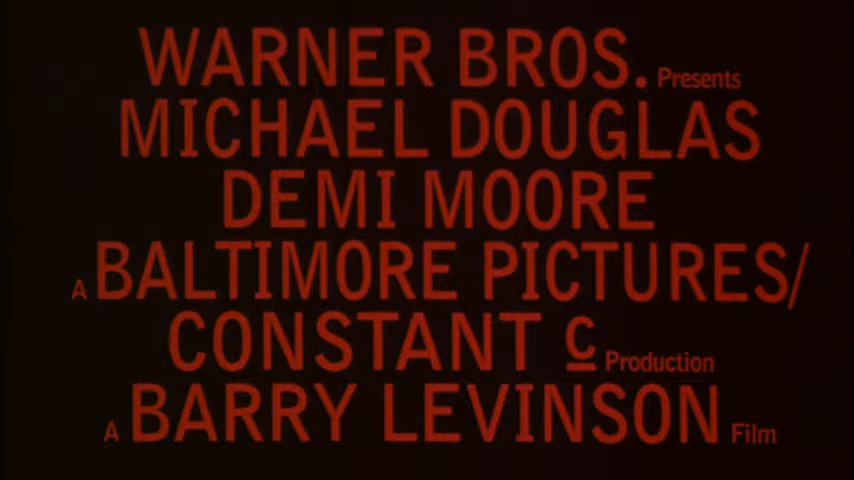 WARNER BROS. Presents
MICHAEL DOUGLAS
DEMI MOORE
A BALTIMORE PICTURES/
CONSTANT C Production
A BARRY LEVINSON Film